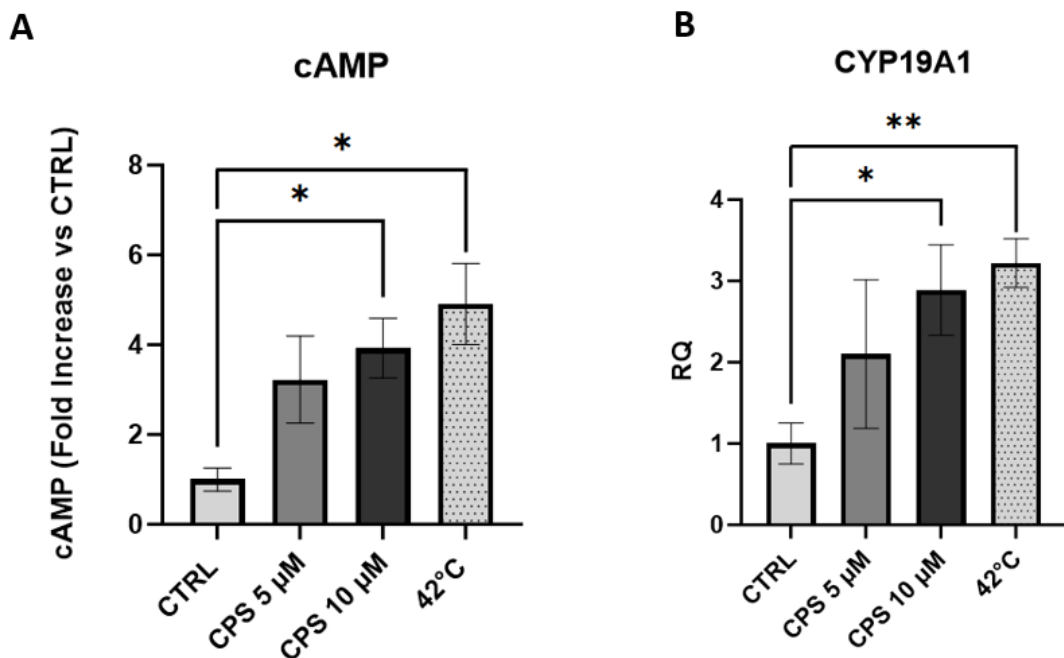 A
cAMP
cAMP (Fold Increase vs CTRL)
8
6
4
2
0
*
*
CTRL
CPS 5 µM
CPS 10 µM
42°C
B
CYP19A1
RQ
4
3
2
1
0
**
*
CTRL
CPS 5 µM
CPS 10 µM
42°C